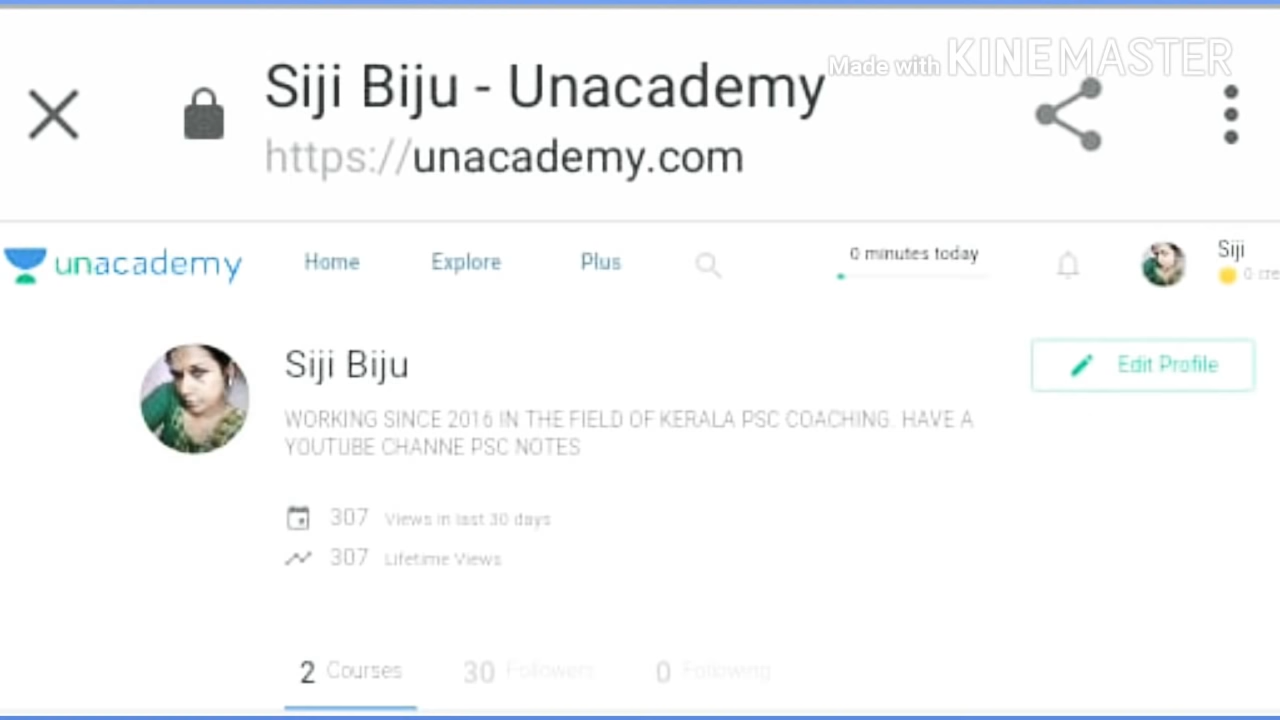 Made with KINEMASTER
Siji Biju - Unacademy
https://unacademy.com
unacademy Home Explore Plus 0 minutes today Siji
0 cre
Siji Biju
Edit Profile
WORKING SINCE 2016 IN THE FIELD OF KERALA PSC COACHING. HAVE A
YOUTUBE CHANNE PSC NOTES
307 Views in last 30 days
307 Lifetime Views
2 Courses 30 Followers 0 Following